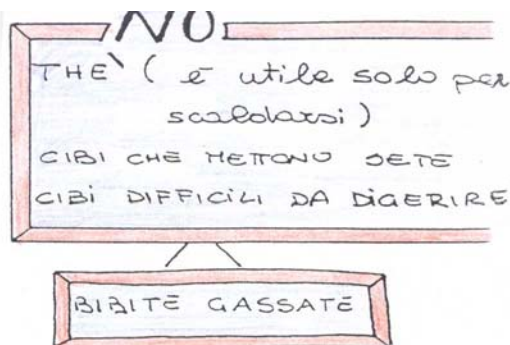 NO
THE` (è utile solo per
scaldarsi)
CIBI CHE METTONO SETE
CIBI DIFFICILI DA DIGERIRE
BIBITE GASSATE